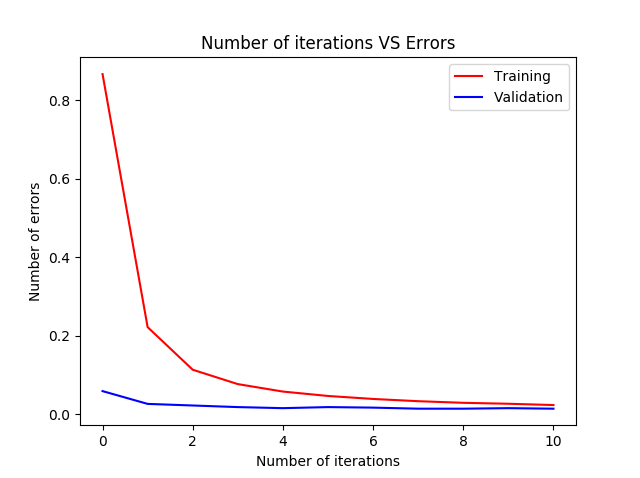 Number of iterations VS Errors
Training
Validation
Number of errors
0.8
0.6
0.4
0.2
0.0
0 2 4 6 8 10
Number of iterations